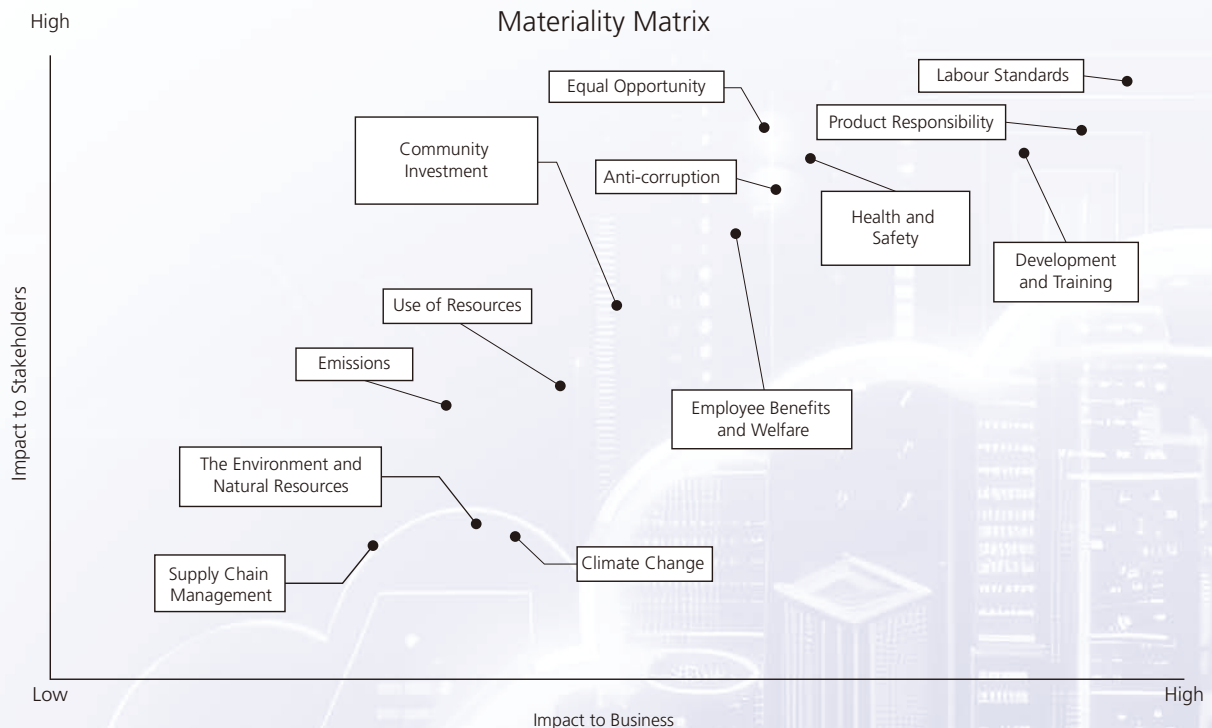 Materiality Matrix
High
Labour Standards
Equal Opportunity
Product Responsibility
Community
Investment
Anti-corruption
Health and
Safety
Development
and Training
Use of Resources
Emissions
Employee Benefits
and Welfare
The Environment and
Natural Resources
Climate Change
Supply Chain
Management
Impact to Stakeholders
Low
High
Impact to Business